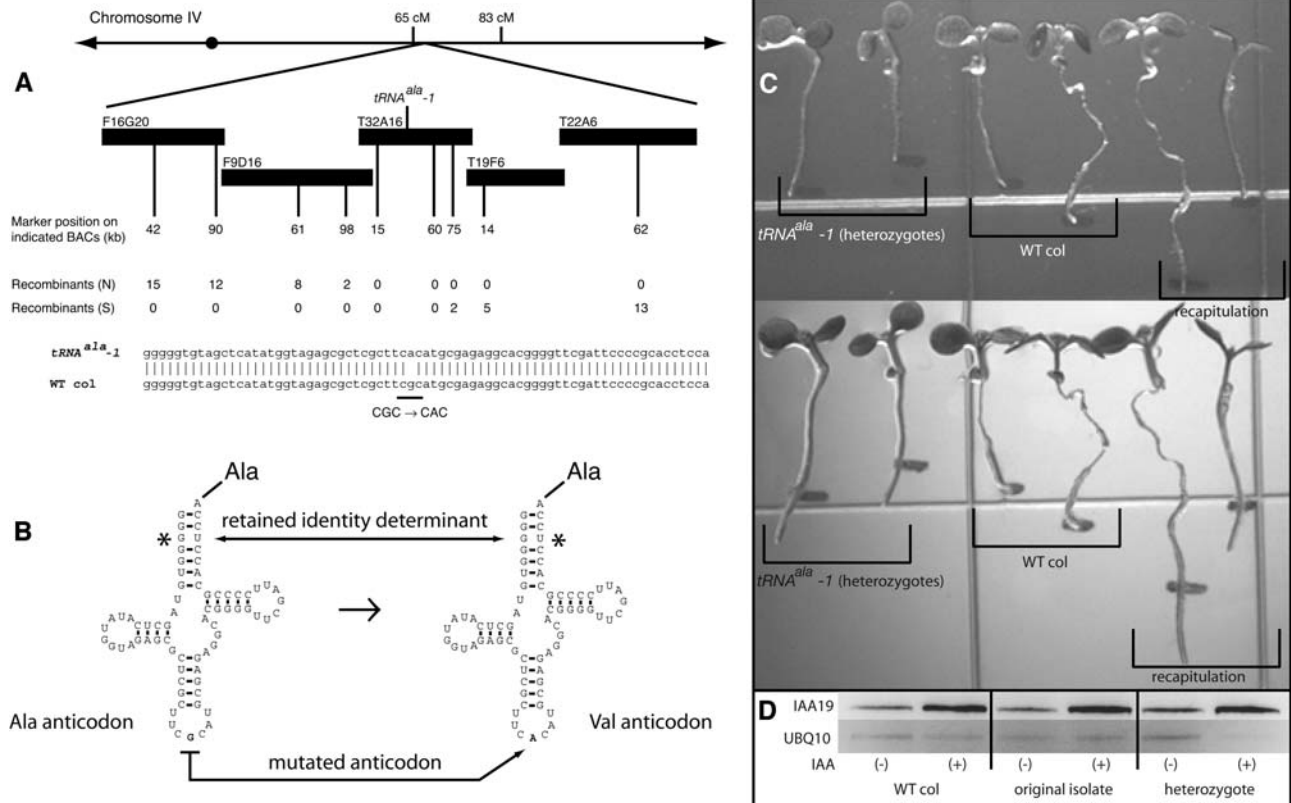 Chromosome IV
65 cM
83 cM
A
tRNA^ala-1
F16G20
T32A16
T22A6
F9D16
T19F6
Marker position on
indicated BACs (kb)
42 90 61 98 15 60 75 14 62
Recombinants (N) 15 12 8 2 0 0 0 0 0
Recombinants (S) 0 0 0 0 0 0 2 5 13
tRNA^ala-1 gggggtgtagctcatatggtagagcgctcgcttcacatgcgagaggcacggggttcgattccccgcacctcca
WT col gggggtgtagctcatatggtagagcgctcgcttcgcatgcgagaggcacggggttcgattccccgcacctcca
CGC → CAC
B
Ala
Ala
retained identity determinant
*
*
Ala anticodon
Val anticodon
mutated anticodon
C
tRNA^ala-1 (heterozygotes)
WT col
recapitulation
tRNA^ala-1 (heterozygotes)
WT col
recapitulation
D
IAA19
UBQ10
IAA (-) (+) (-) (+) (-) (+)
WT col original isolate heterozygote